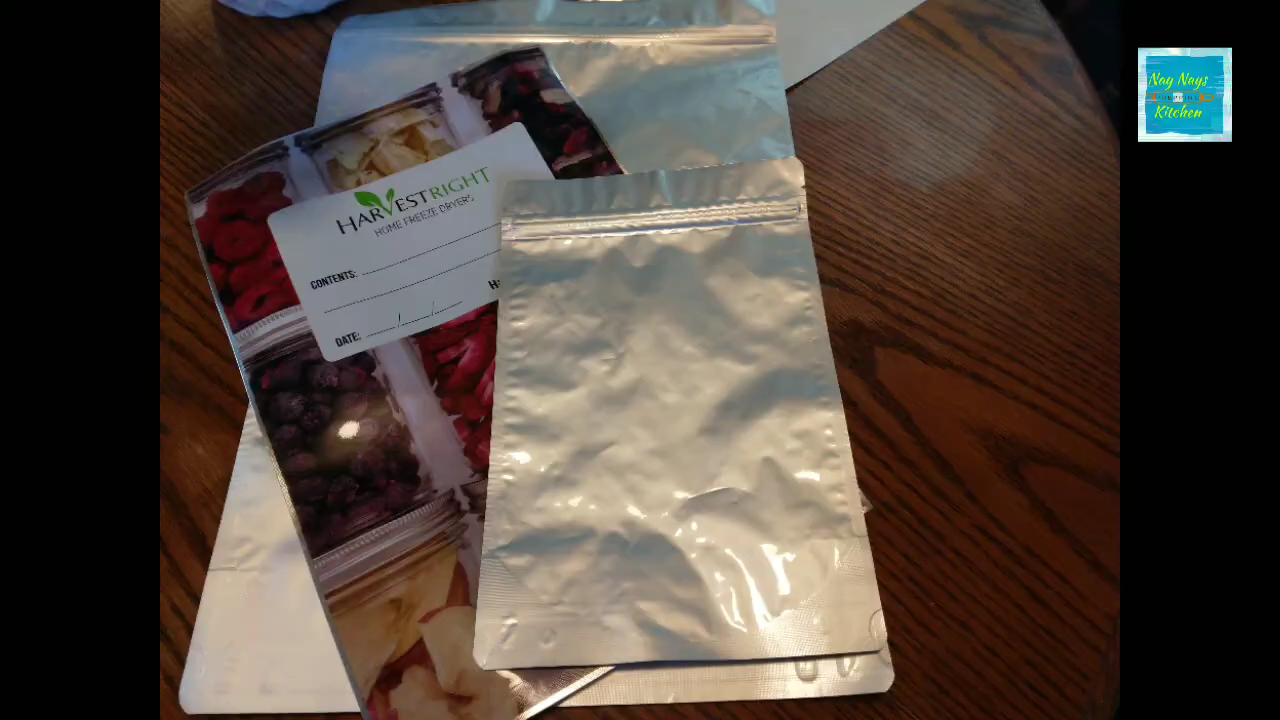 HARVESTRIGHT
HOME FREEZE DRYERS
CONTENTS:
DATE: / /
Nay Nays
Kitchen